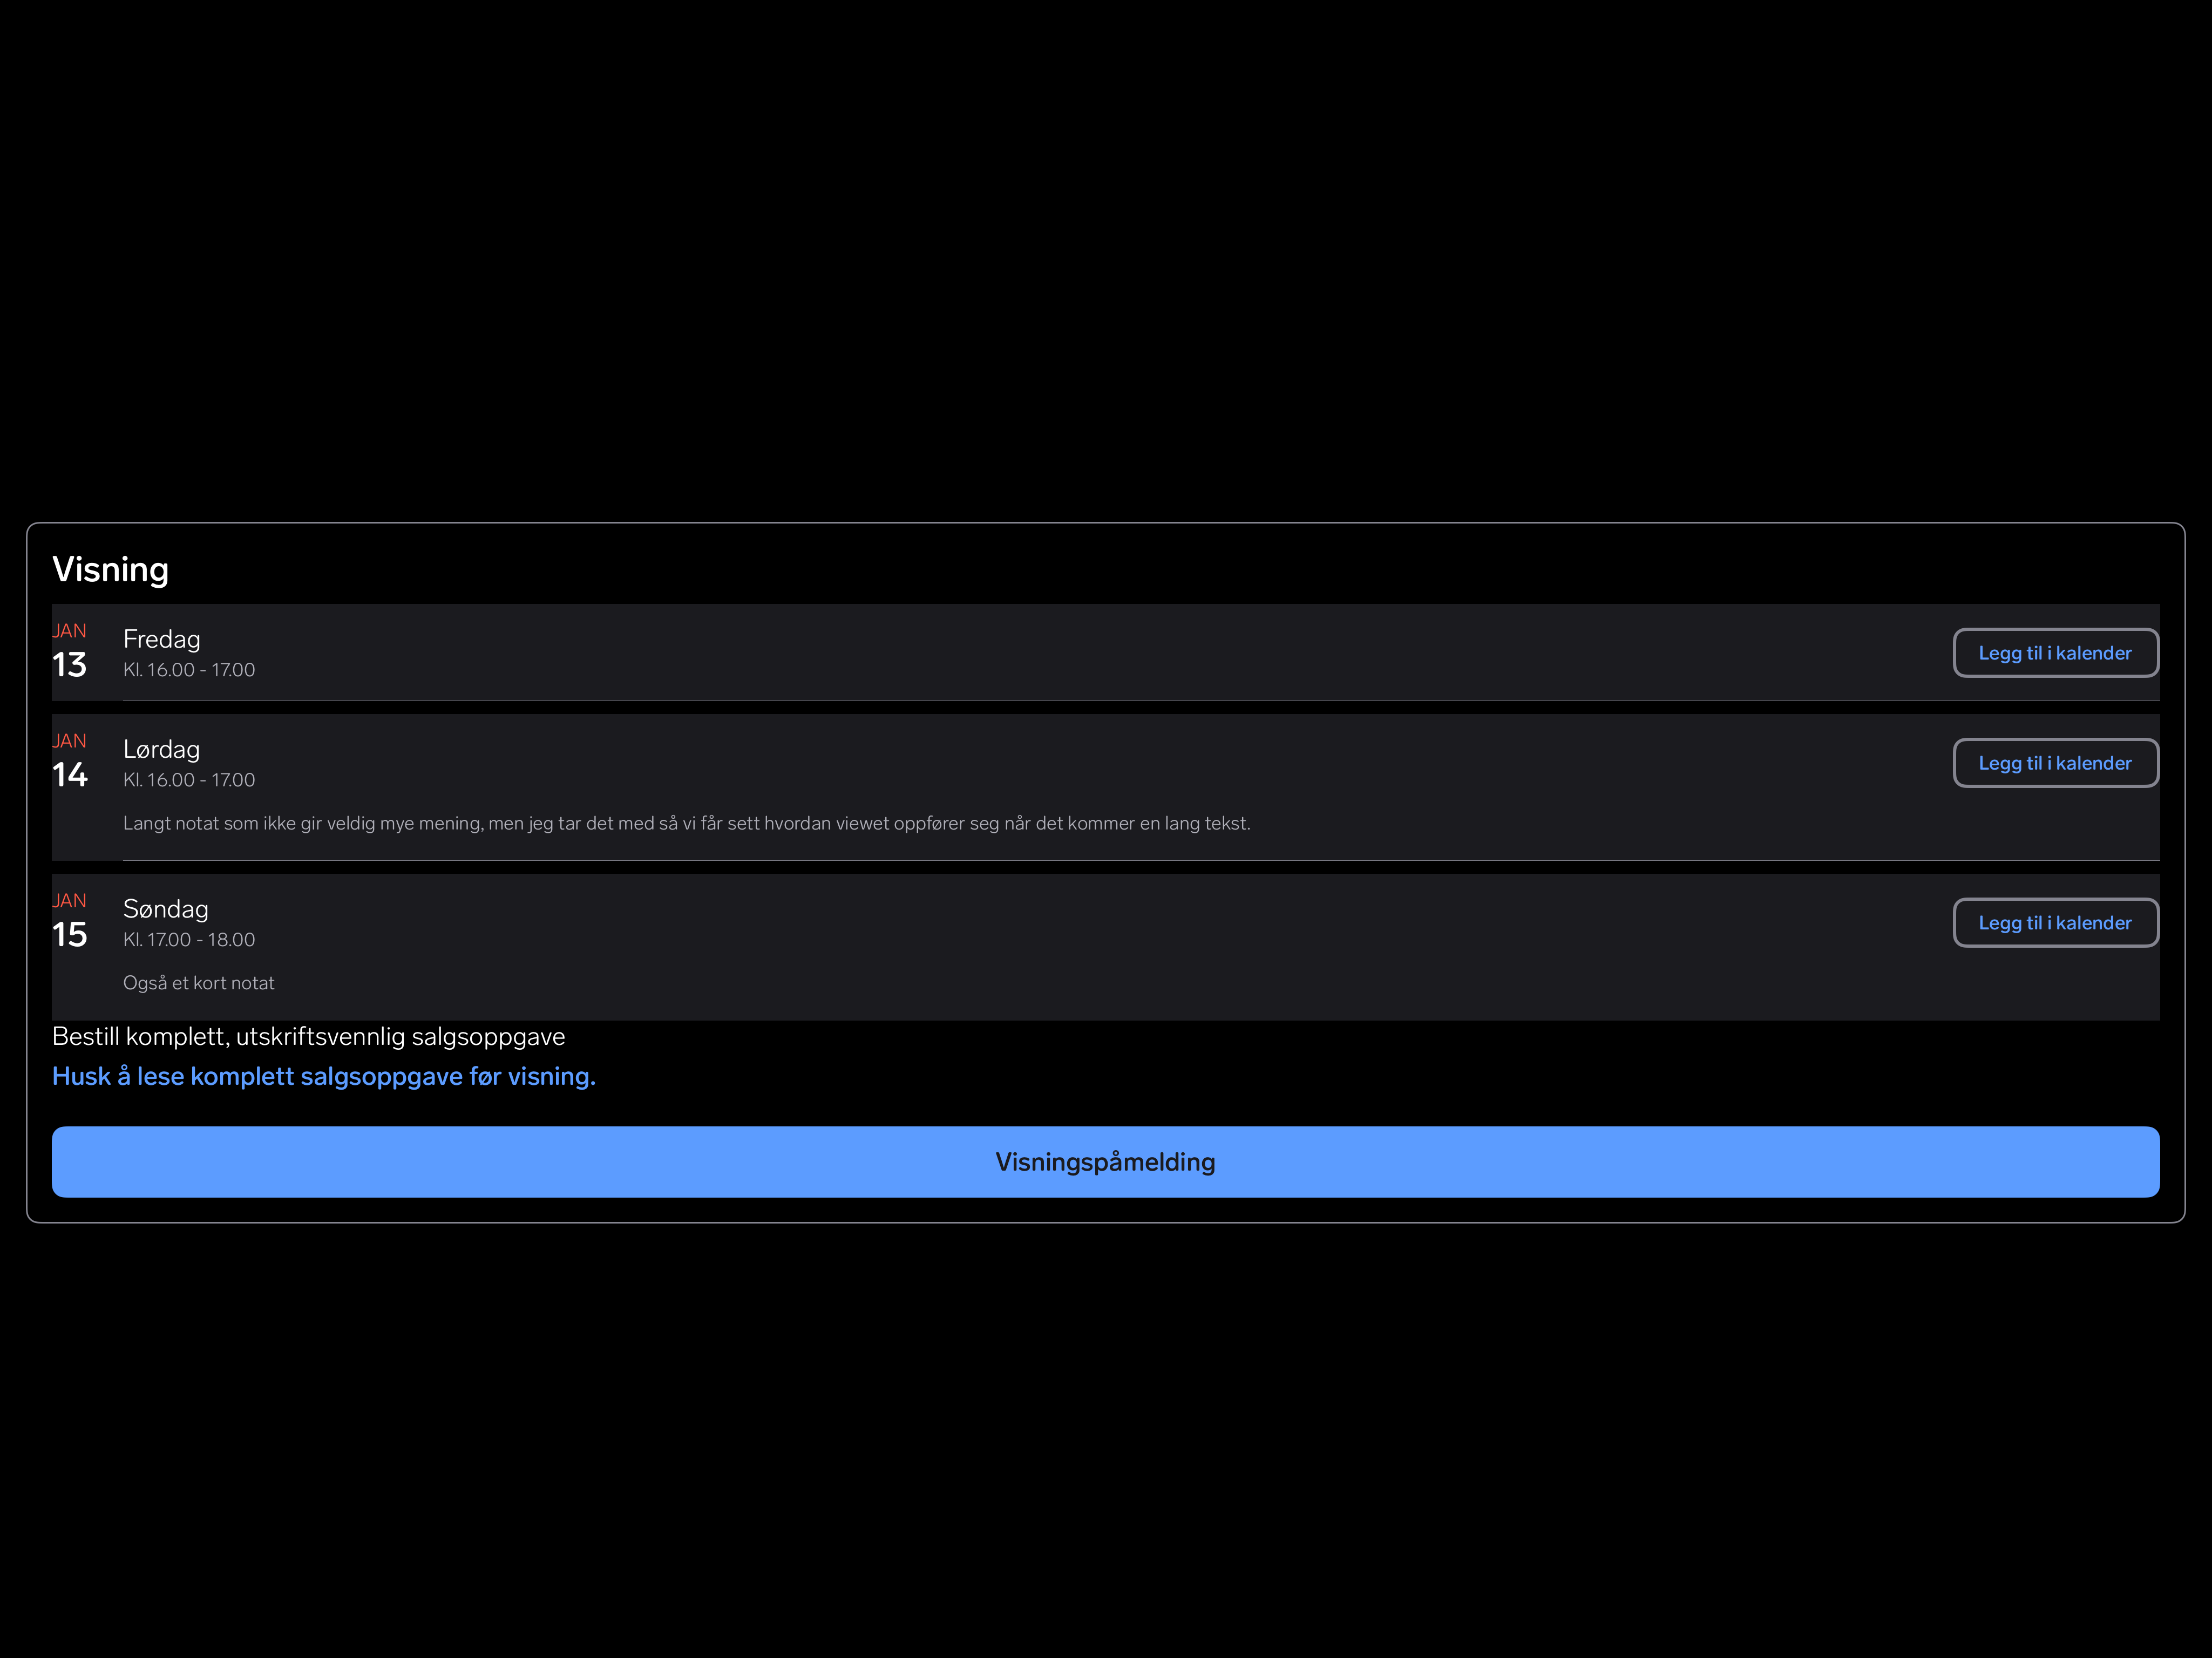 Visning
JAN
13
Fredag
Kl. 16.00 - 17.00
Legg til i kalender
JAN
14
Lørdag
Kl. 16.00 - 17.00
Legg til i kalender
Langt notat som ikke gir veldig mye mening, men jeg tar det med så vi får sett hvordan viewet oppfører seg når det kommer en lang tekst.
JAN
15
Søndag
Kl. 17.00 - 18.00
Legg til i kalender
Også et kort notat
Bestill komplett, utskriftsvennlig salgsoppgave
Husk å lese komplett salgsoppgave før visning.
Visningspåmelding